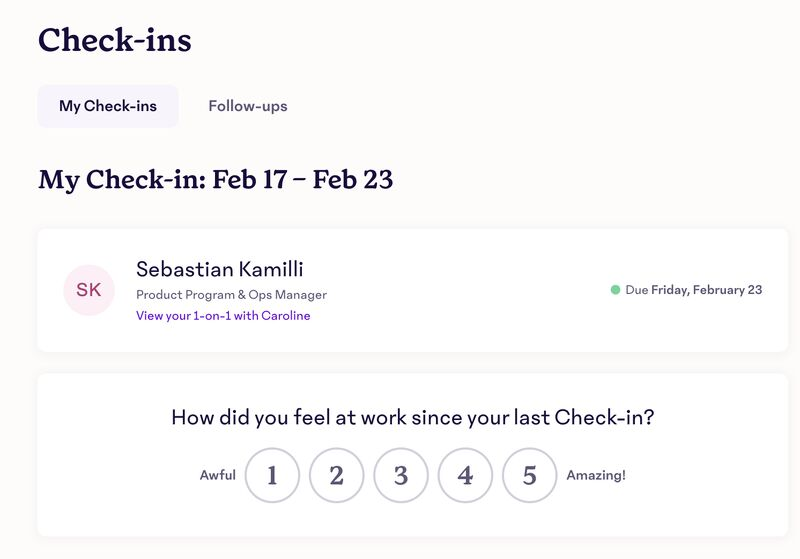 Check-ins
My Check-ins Follow-ups
My Check-in: Feb 17 – Feb 23
SK
Sebastian Kamilli
Product Program & Ops Manager
View your 1-on-1 with Caroline
Due Friday, February 23
How did you feel at work since your last Check-in?
Awful 1 2 3 4 5 Amazing!